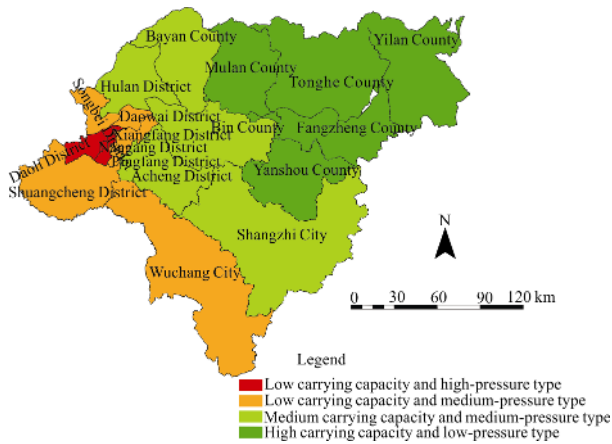 Bayan County
Yilan County
Mulan County
Tonghe County
Hulan District
Songbei
Daowai District
Bin County
Fangzheng County
Xiangfang District
Nangang District
Daoli District
Pingfang District
Acheng District
Yanshou County
Shuangcheng District
Shangzhi City
Wuchang City
N
0 30 60 90 120 km
Legend
Low carrying capacity and high-pressure type
Low carrying capacity and medium-pressure type
Medium carrying capacity and medium-pressure type
High carrying capacity and low-pressure type